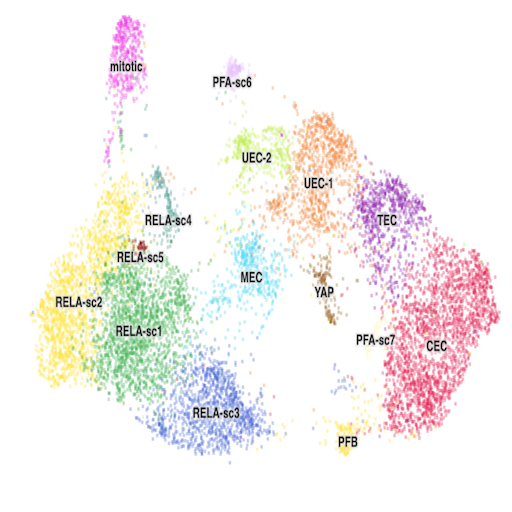 mitotic
PFA-sc6
UEC-2
UEC-1
RELA-sc4
TEC
RELA-sc5
MEC
YAP
RELA-sc2
RELA-sc1
PFA-sc7
CEC
RELA-sc3
PFB